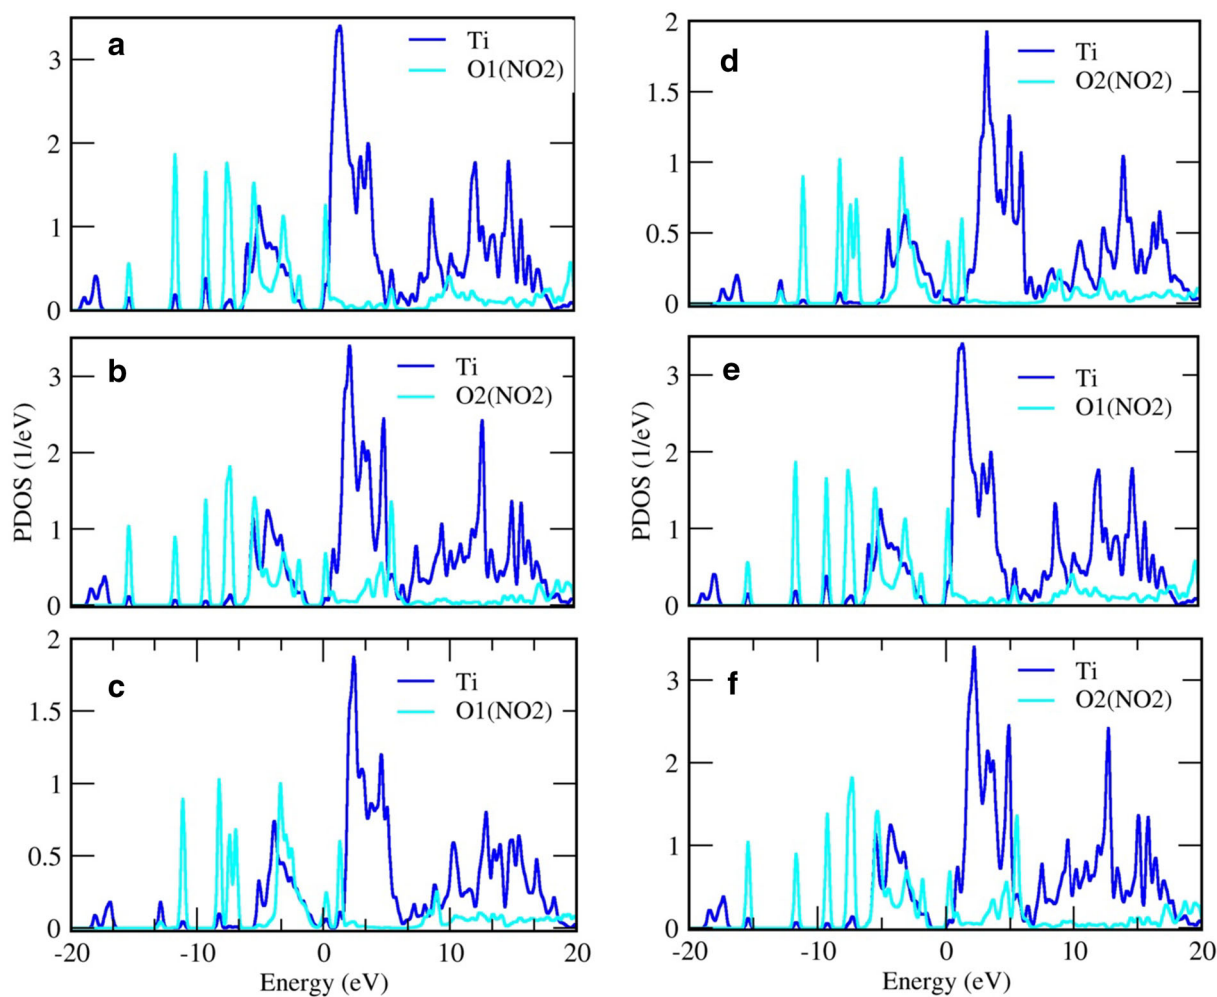 a
Ti
O1(NO2)
3
2
1
0
b
Ti
O2(NO2)
3
2
1
0
PDOS (1/eV)
c
Ti
O1(NO2)
2
1.5
1
0.5
0
-20
-10
0
10
20
Energy (eV)
d
Ti
O2(NO2)
2
1.5
1
0.5
0
e
Ti
O1(NO2)
3
2
1
0
PDOS (1/eV)
f
Ti
O2(NO2)
3
2
1
0
-20
-10
0
10
20
Energy (eV)